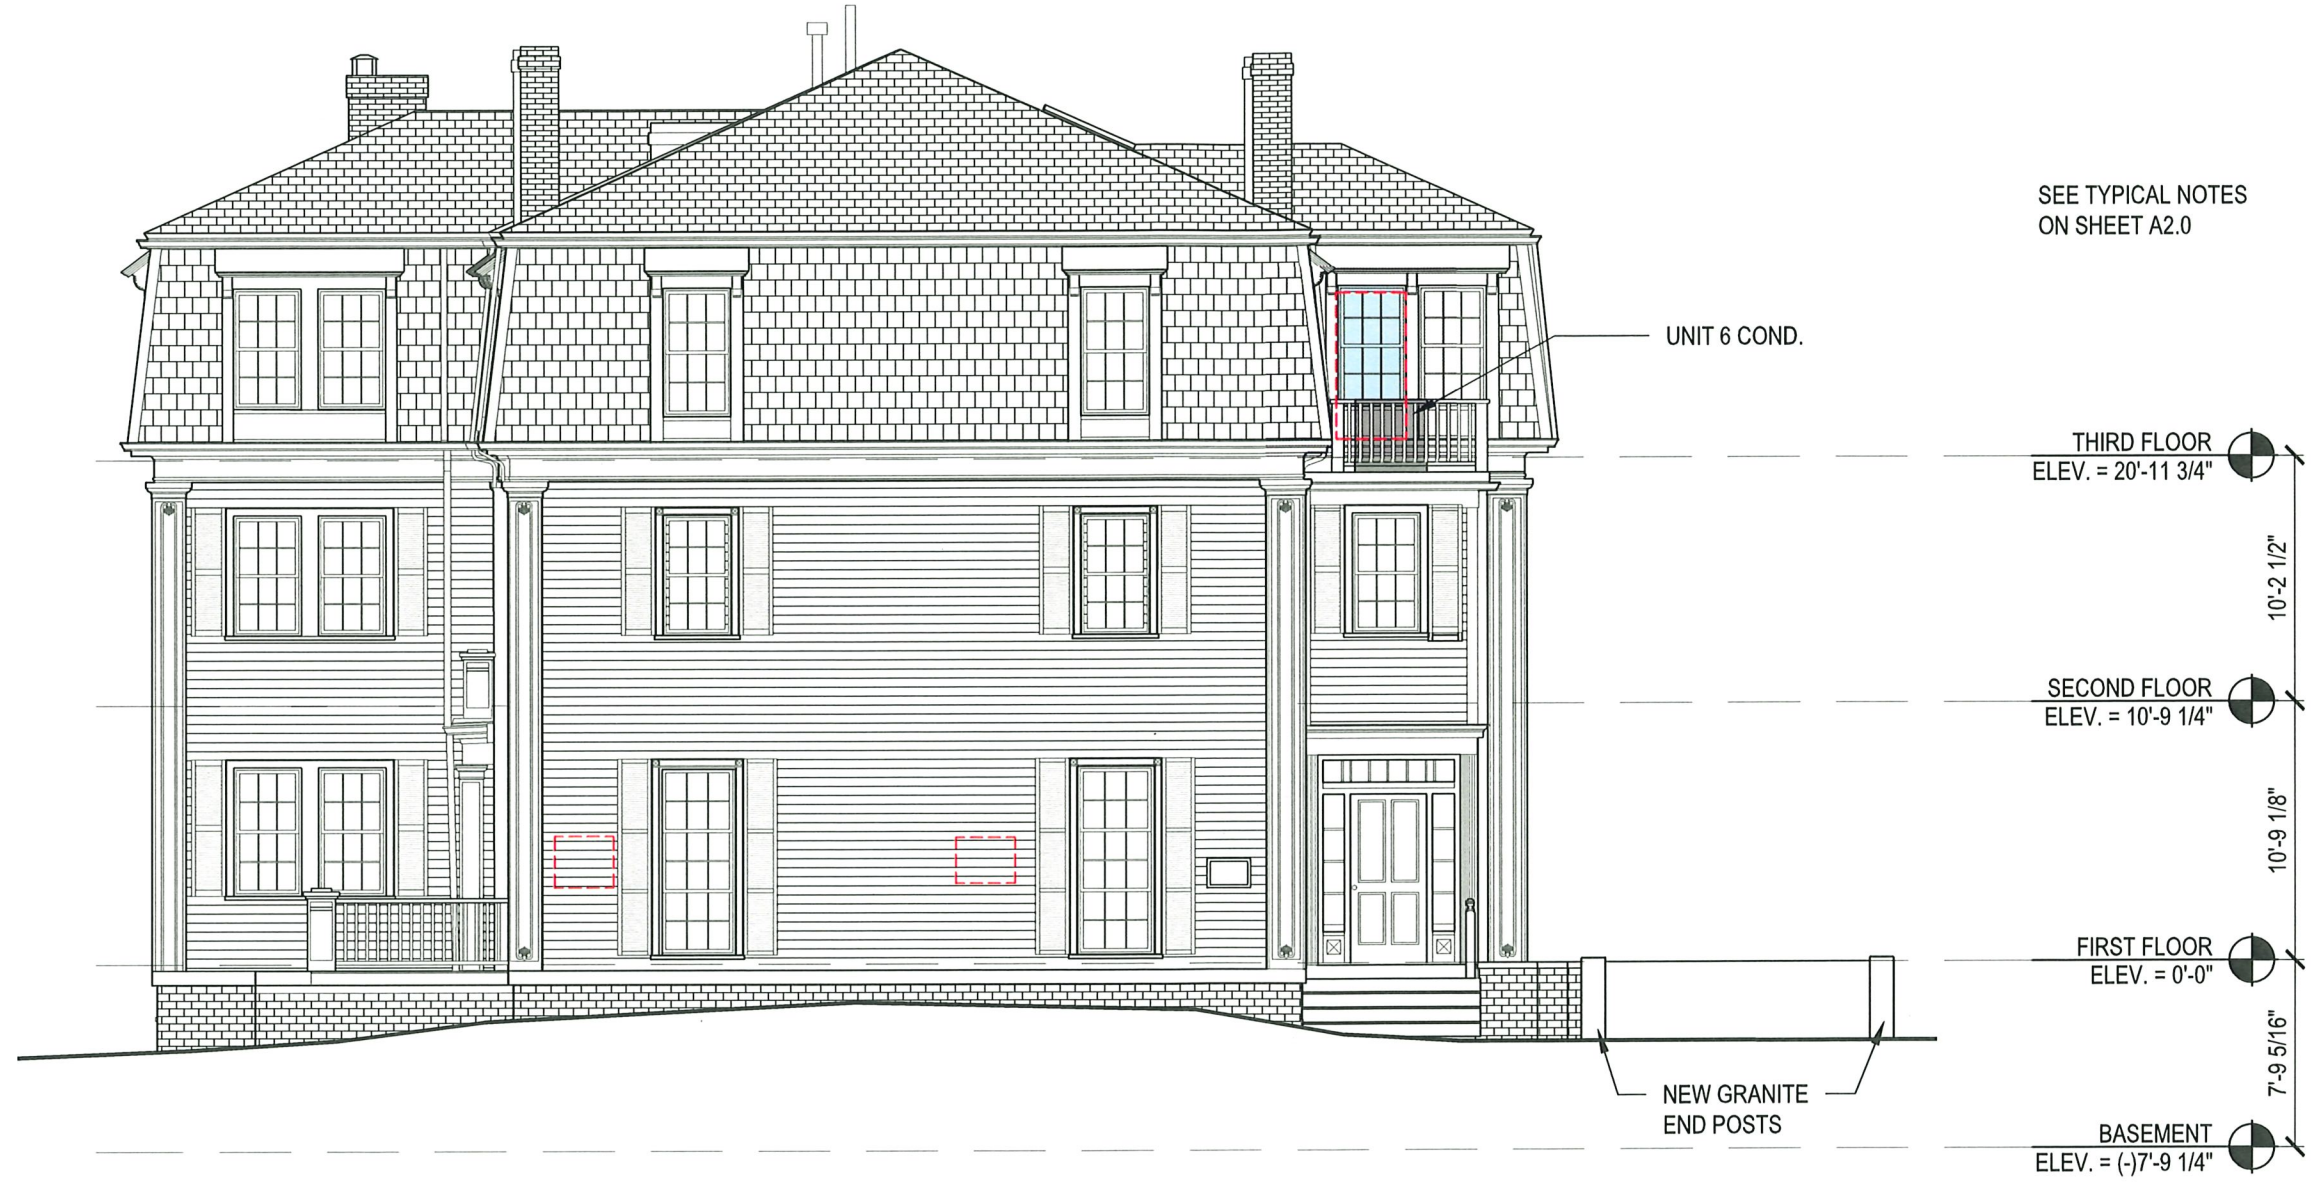 SEE TYPICAL NOTES
ON SHEET A2.0
UNIT 6 COND.
THIRD FLOOR
ELEV. = 20'-11 3/4"
10'-2 1/2"
SECOND FLOOR
ELEV. = 10'-9 1/4"
10'-9 1/8"
FIRST FLOOR
ELEV. = 0'-0"
7'-9 5/16"
NEW GRANITE
END POSTS
BASEMENT
ELEV. = (-)7'-9 1/4"